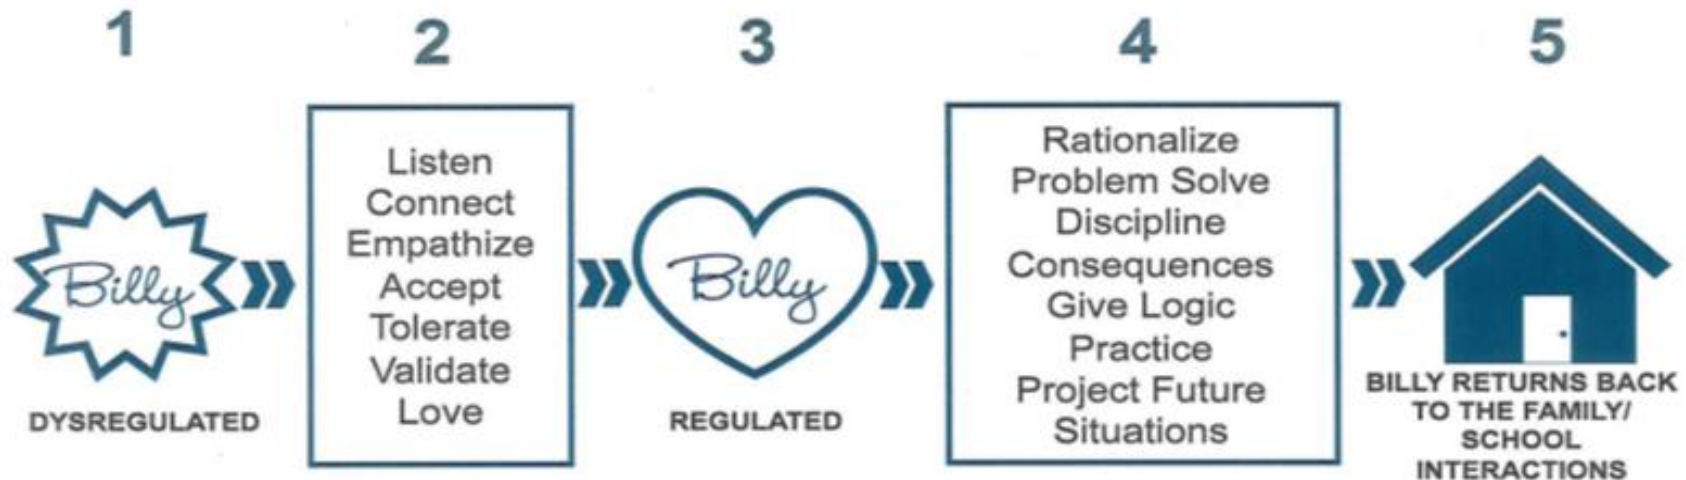 1
2
3
4
5
Billy
DYSREGULATED
Listen
Connect
Empathize
Accept
Tolerate
Validate
Love
Billy
REGULATED
Rationalize
Problem Solve
Discipline
Consequences
Give Logic
Practice
Project Future
Situations
BILLY RETURNS BACK
TO THE FAMILY/
SCHOOL
INTERACTIONS